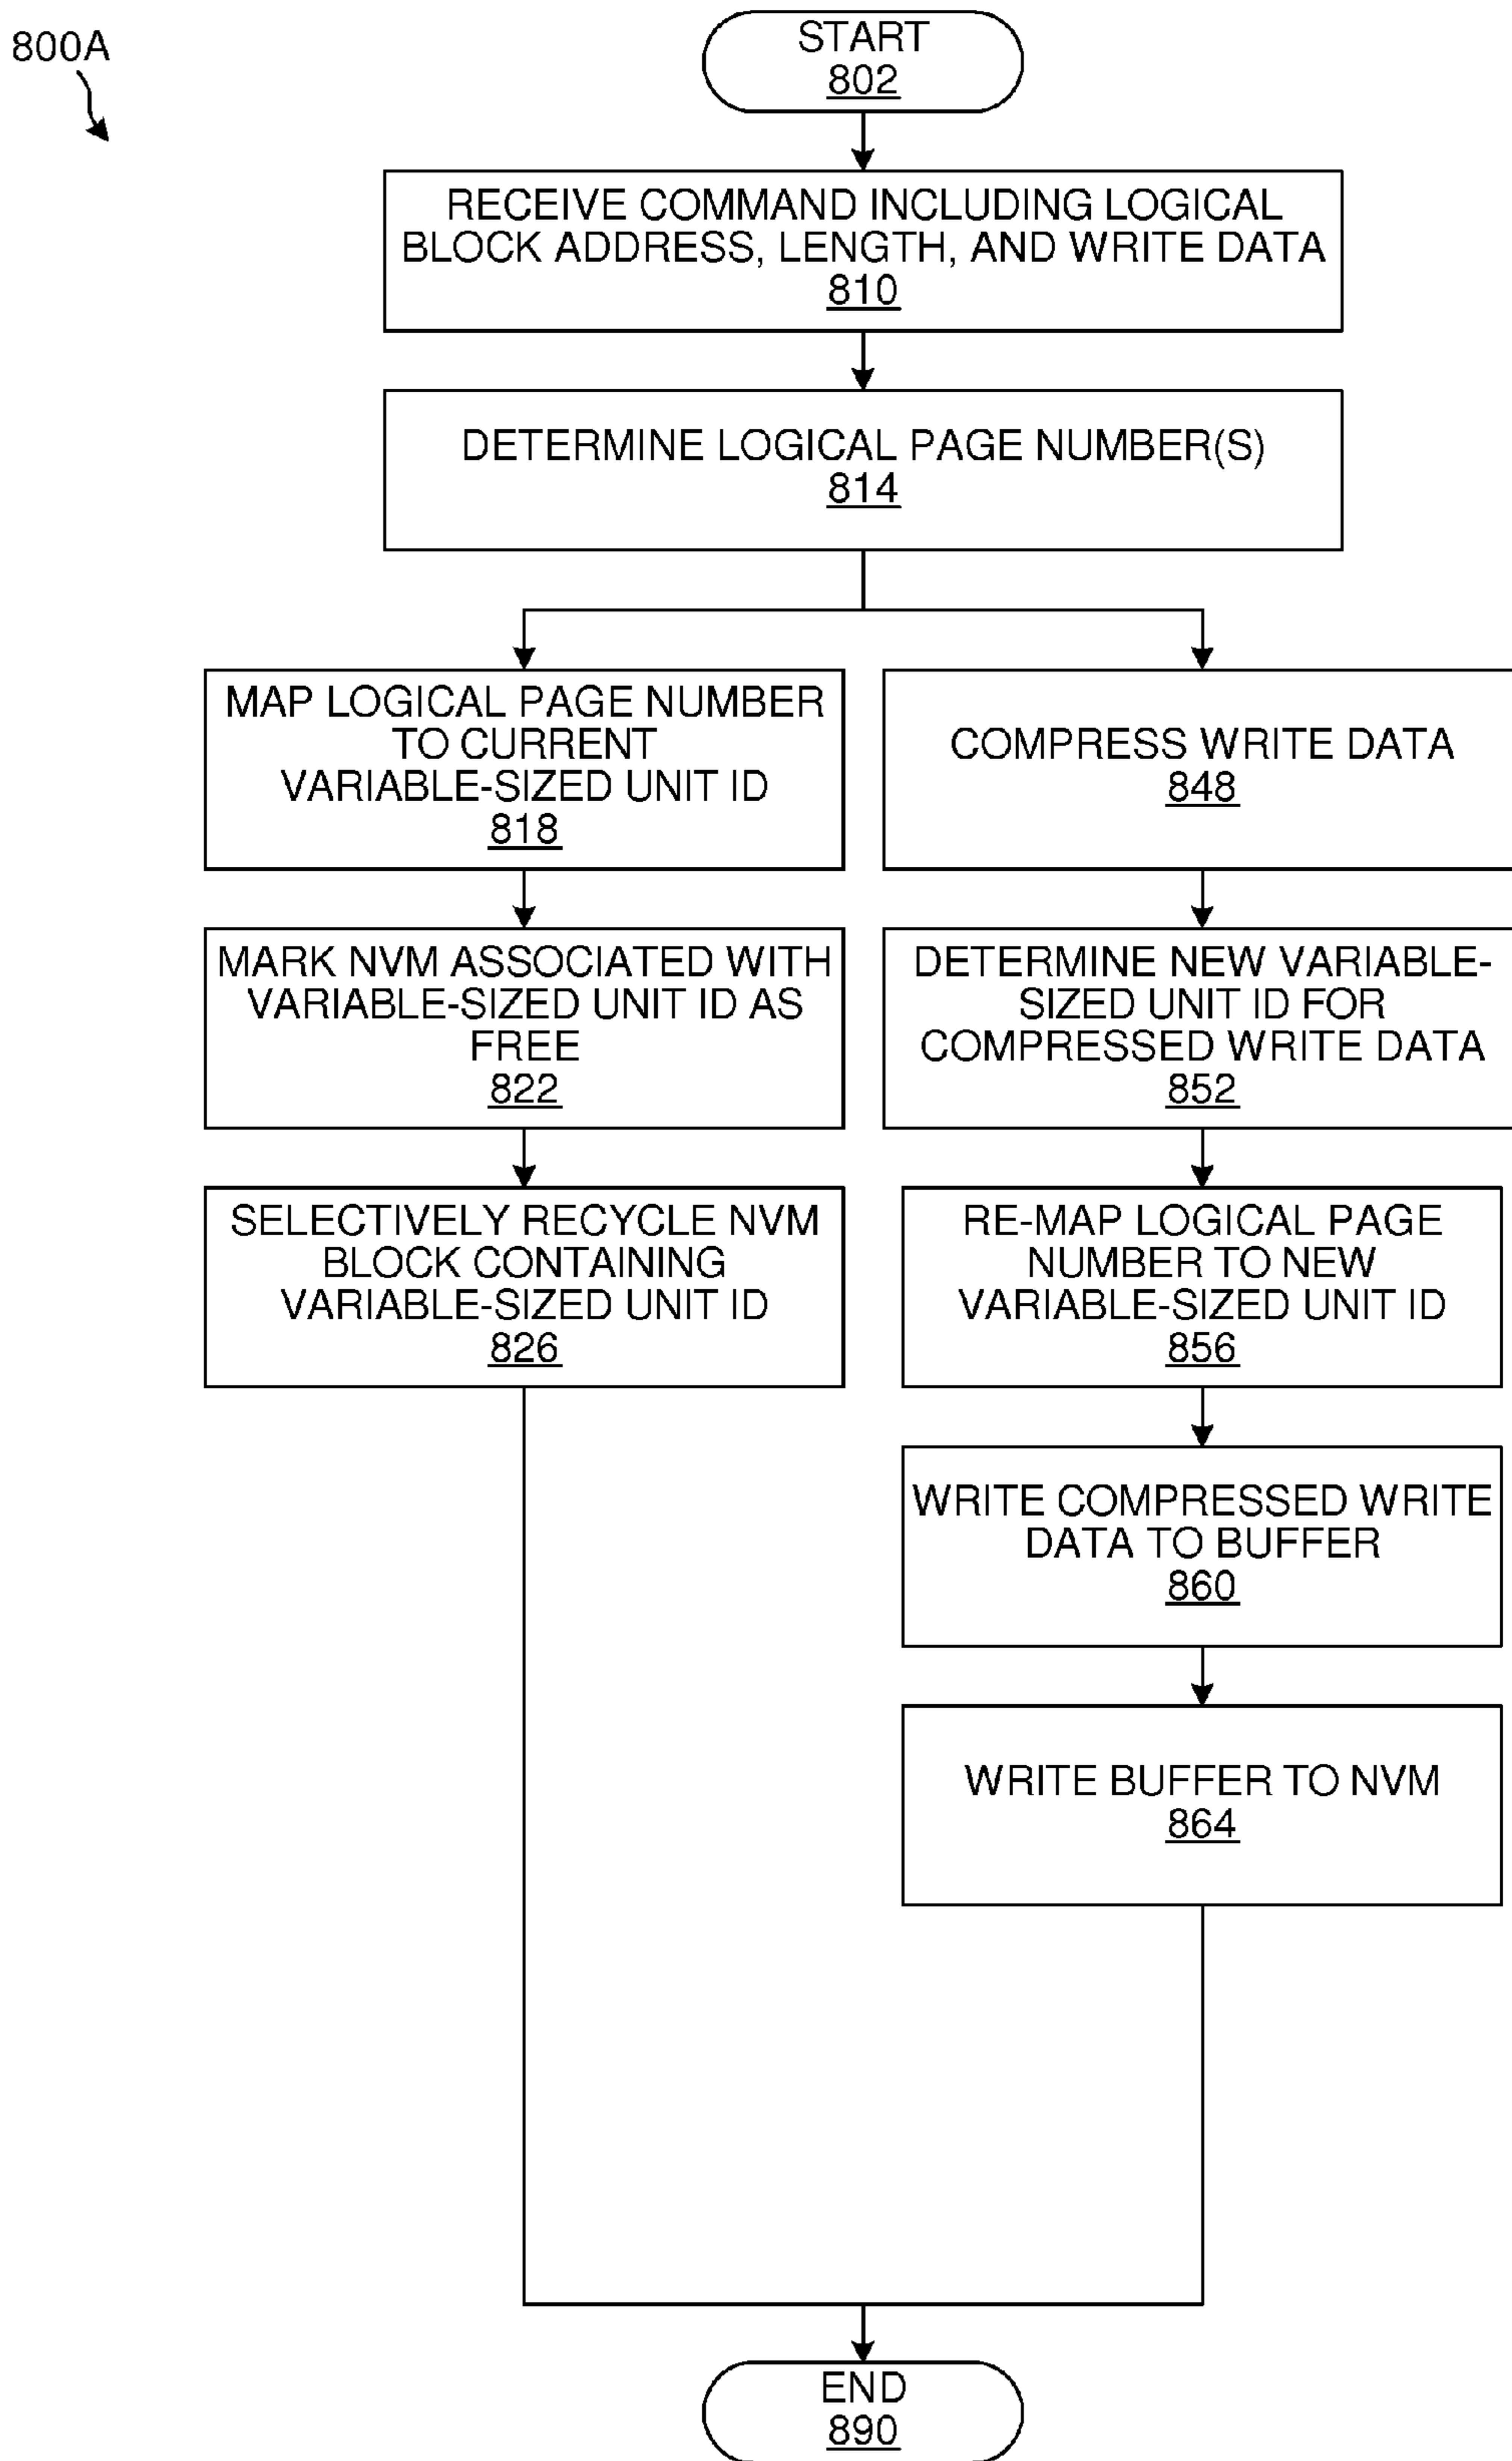 800A
START
802
RECEIVE COMMAND INCLUDING LOGICAL
BLOCK ADDRESS, LENGTH, AND WRITE DATA
810
DETERMINE LOGICAL PAGE NUMBER(S)
814
MAP LOGICAL PAGE NUMBER
TO CURRENT
VARIABLE-SIZED UNIT ID
818
MARK NVM ASSOCIATED WITH
VARIABLE-SIZED UNIT ID AS
FREE
822
SELECTIVELY RECYCLE NVM
BLOCK CONTAINING
VARIABLE-SIZED UNIT ID
826
COMPRESS WRITE DATA
848
DETERMINE NEW VARIABLE-
SIZED UNIT ID FOR
COMPRESSED WRITE DATA
852
RE-MAP LOGICAL PAGE
NUMBER TO NEW
VARIABLE-SIZED UNIT ID
856
WRITE COMPRESSED WRITE
DATA TO BUFFER
860
WRITE BUFFER TO NVM
864
END
890